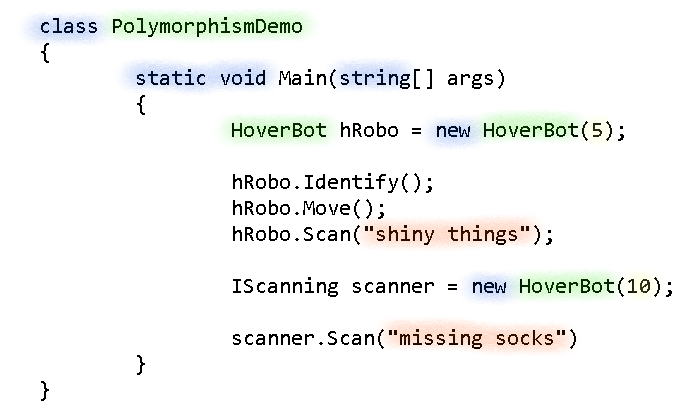 class PolymorphismDemo
{
static void Main(string[] args)
{
HoverBot hRobo = new HoverBot(5);
hRobo.Identify();
hRobo.Move();
hRobo.Scan("shiny things");
IScanning scanner = new HoverBot(10);
scanner.Scan("missing socks")
}
}